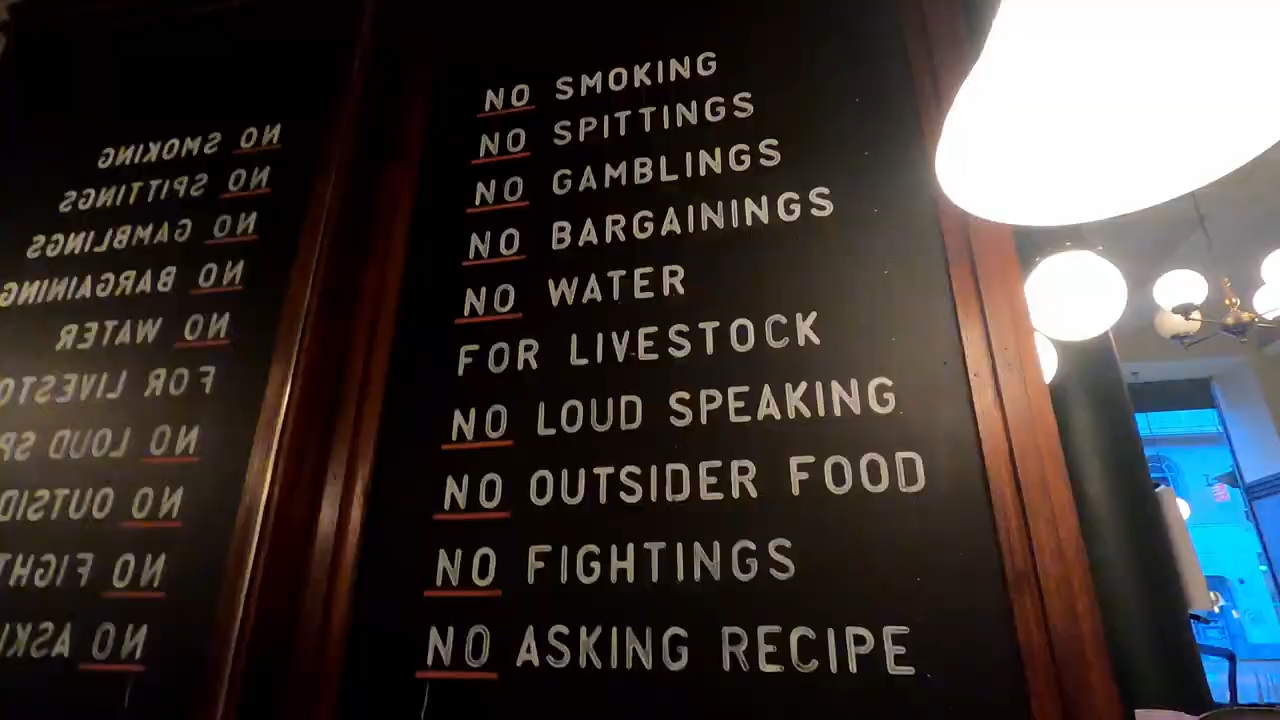 NO SMOKING
NO SPITTINGS
NO GAMBLINGS
NO BARGAININGS
NO WATER
FOR LIVESTOCK
NO LOUD SPEAKING
NO OUTSIDER FOOD
NO FIGHTINGS
NO ASKING RECIPE